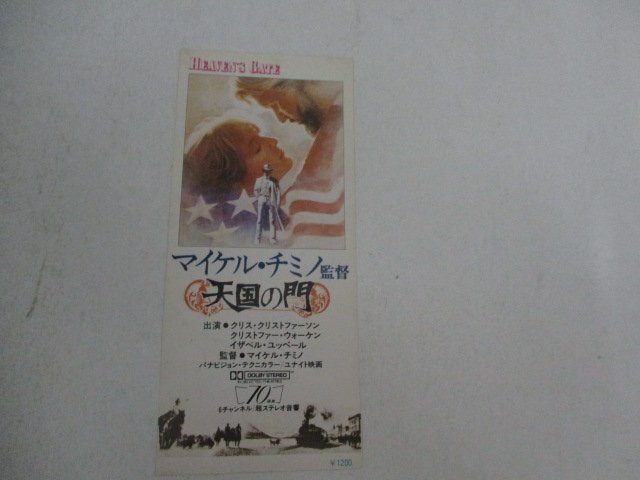 HEAVEN'S GATE
マイケル・チミノ監督
天国の門
出演●クリス・クリストファーソン
クリストファー・ウォーケン
イザベル・ユッペール
監督●マイケル・チミノ
パナビジョン・テクニカラー/ユナイト映画
DOLBY STEREO
70
6チャンネル/超ステレオ音響
¥1200